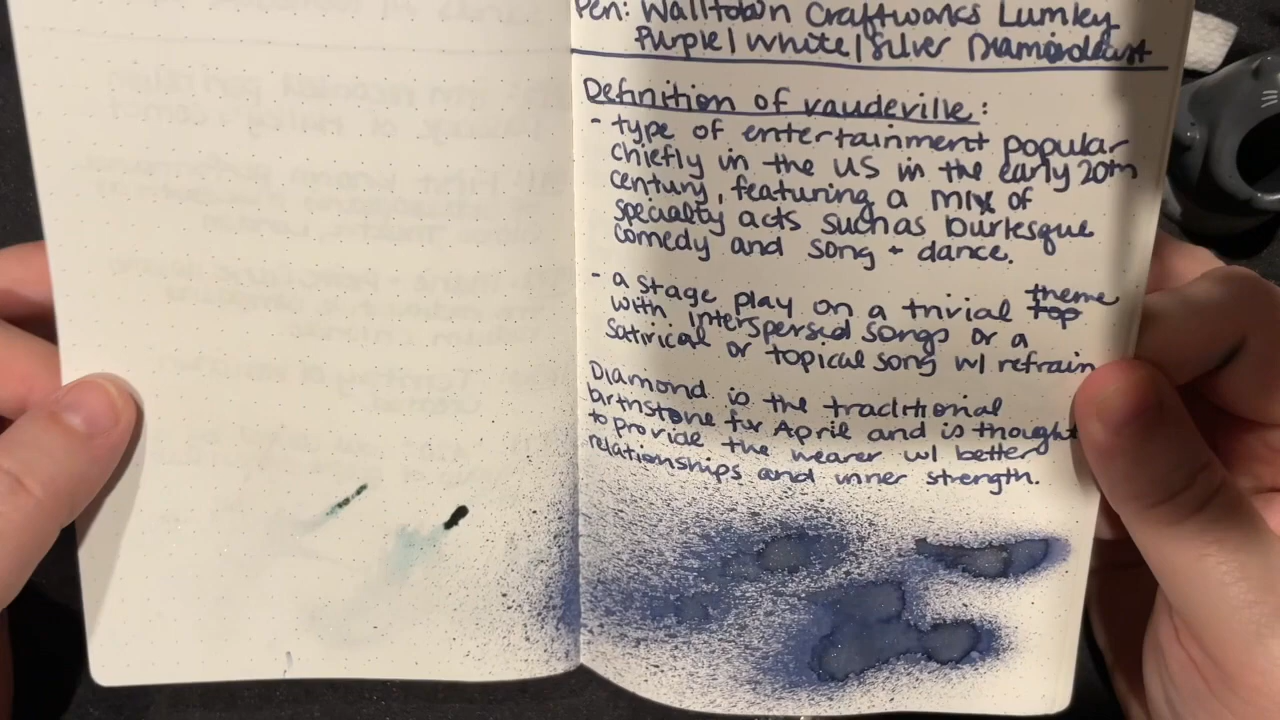 Pen: Walltown Craftworks Lumley
Purple/White/Silver Diamondcast
Definition of vaudeville:
- type of entertainment popular
chiefly in the US in the early 20th
century, featuring a mix of
specialty acts such as burlesque
comedy and song + dance.
- a stage play on a trivial theme top
with interspersed songs or a
satirical or topical song w/ refrain
Diamond is the traditional
birthstone for April and is thought
to provide the wearer w/ better
relationships and inner strength.